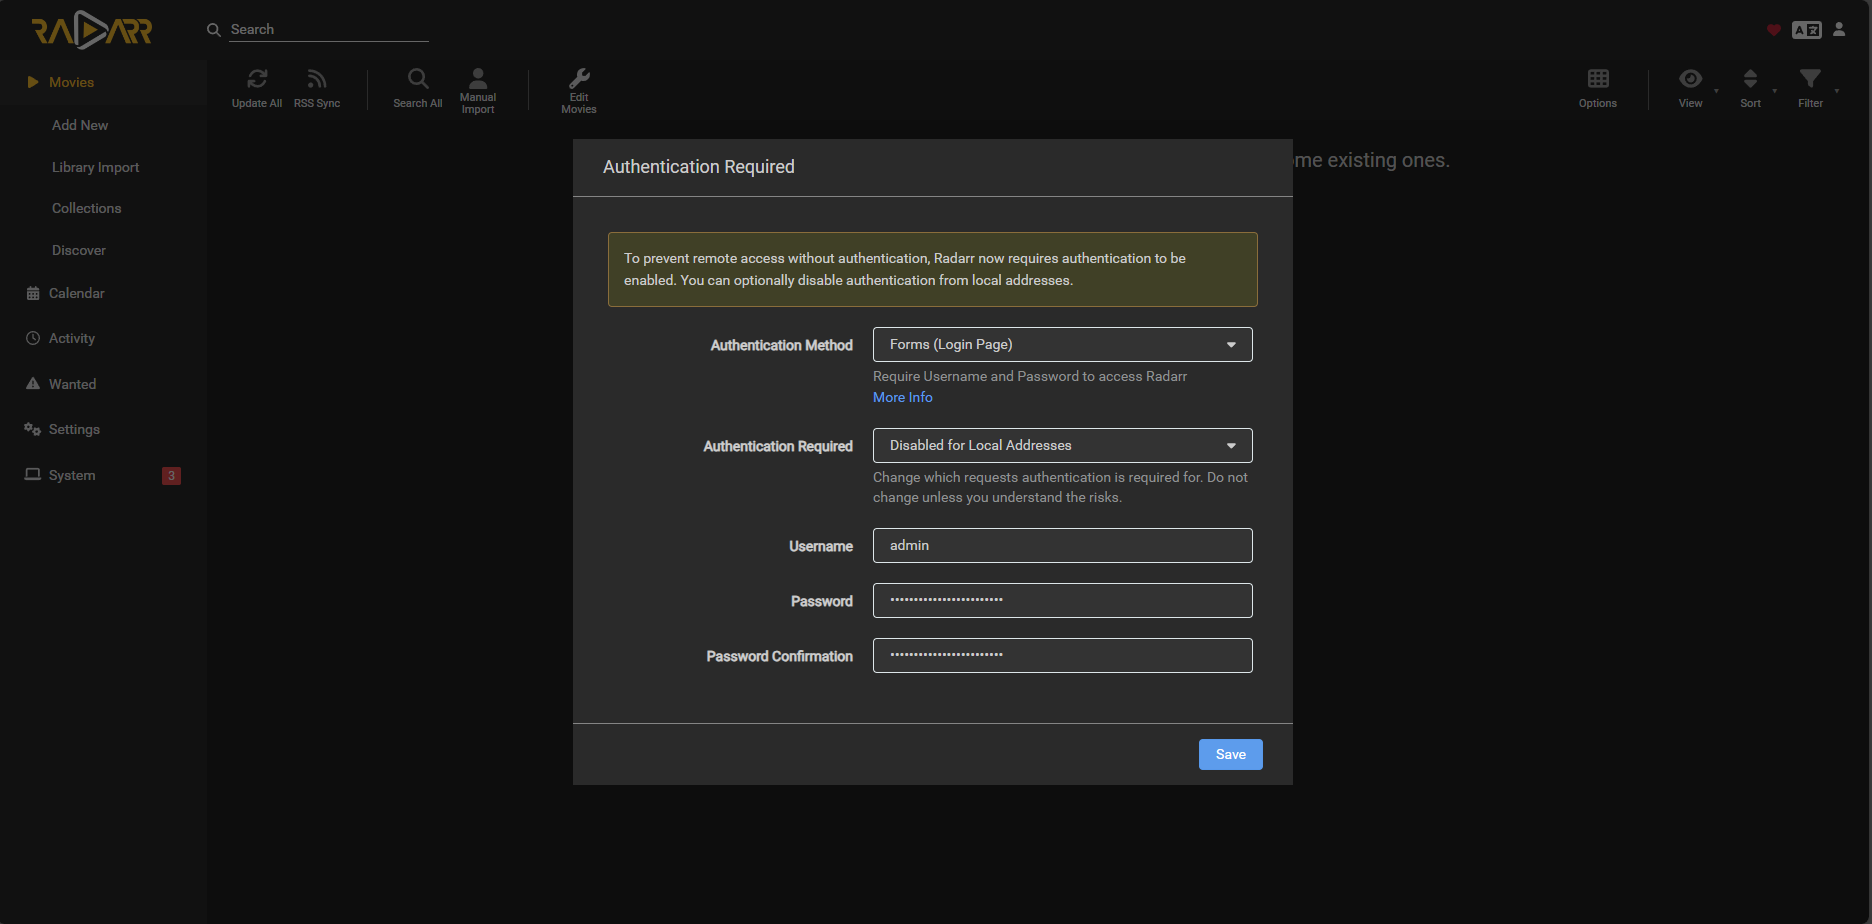 RADARR
Search
Movies
Add New
Library Import
Collections
Discover
Calendar
Activity
Wanted
Settings
System
3
Update All
RSS Sync
Search All
Manual
Import
Edit
Movies
Options
View
Sort
Filter
ome existing ones.
Authentication Required
To prevent remote access without authentication, Radarr now requires authentication to be
enabled. You can optionally disable authentication from local addresses.
Authentication Method
Forms (Login Page)
Require Username and Password to access Radarr
More Info
Authentication Required
Disabled for Local Addresses
Change which requests authentication is required for. Do not
change unless you understand the risks.
Username
admin
Password
••••••••••••••••••••••••
Password Confirmation
••••••••••••••••••••••••
Save